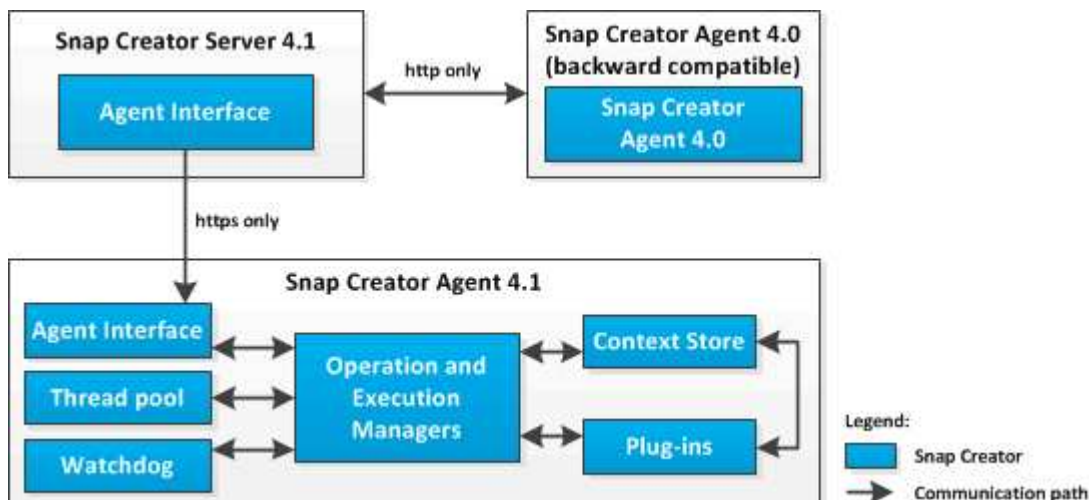 Snap Creator Server 4.1
Agent Interface
http only
Snap Creator Agent 4.0
(backward compatible)
Snap Creator
Agent 4.0
https only
Snap Creator Agent 4.1
Agent Interface
Thread pool
Watchdog
Operation and
Execution
Managers
Context Store
Plug-ins
Legend:
Snap Creator
Communication path